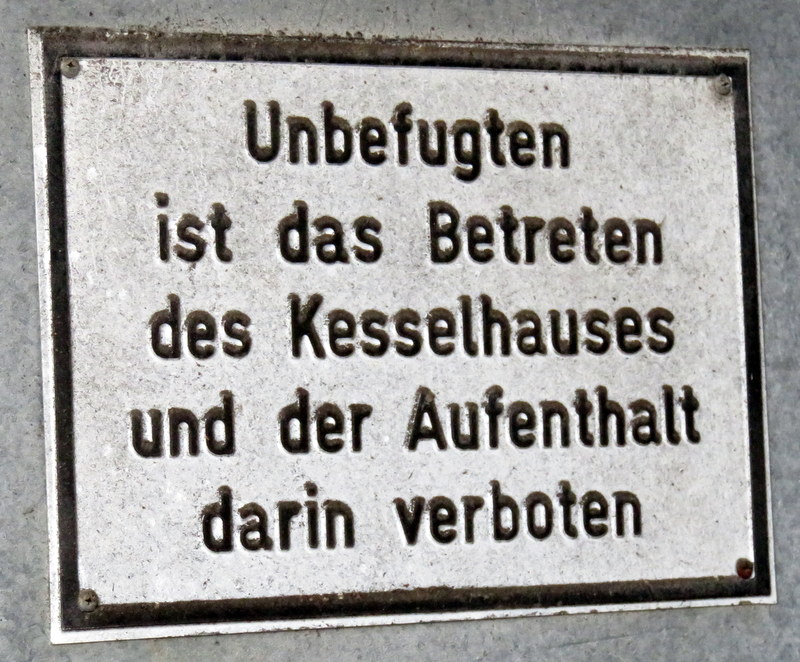 Unbefugten
ist das Betreten
des Kesselhauses
und der Aufenthalt
darin verboten